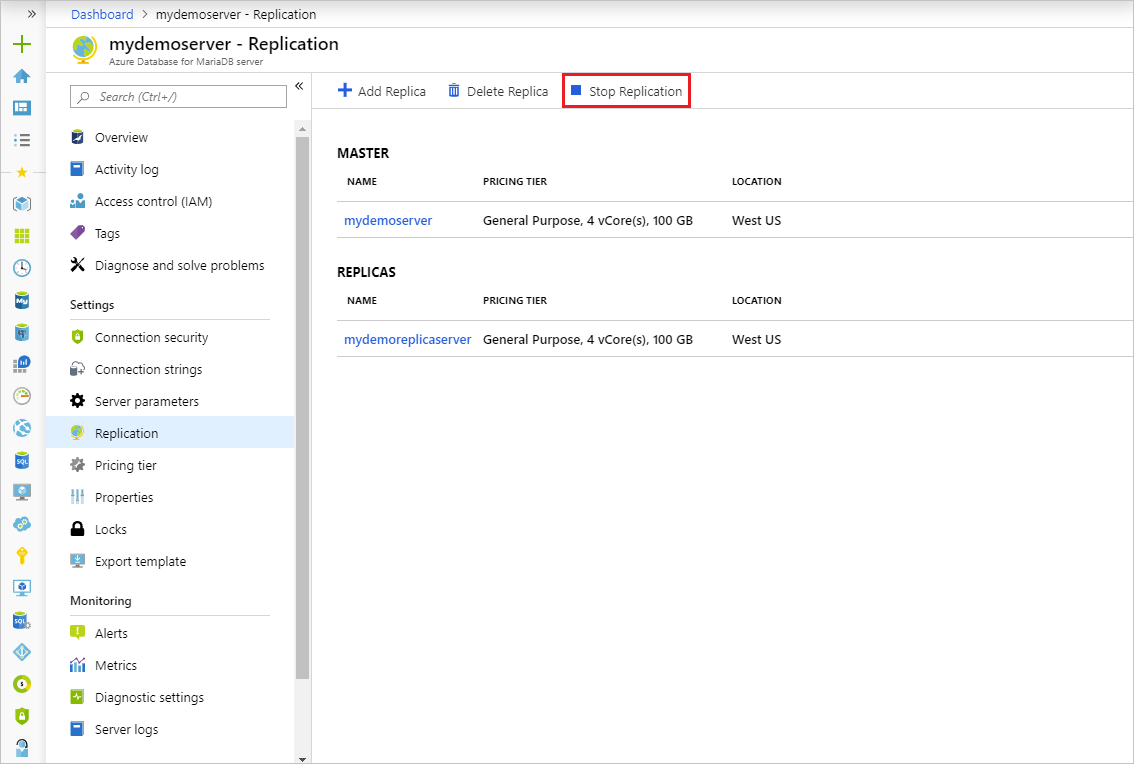 Dashboard > mydemoserver - Replication
mydemoserver - Replication
Azure Database for MariaDB server
Search (Ctrl+/)
Overview
Activity log
Access control (IAM)
Tags
Diagnose and solve problems
Settings
Connection security
Connection strings
Server parameters
Replication
Pricing tier
Properties
Locks
Export template
Monitoring
Alerts
Metrics
Diagnostic settings
Server logs
Add Replica Delete Replica Stop Replication
MASTER
NAME PRICING TIER LOCATION
mydemoserver General Purpose, 4 vCore(s), 100 GB West US
REPLICAS
NAME PRICING TIER LOCATION
mydemoreplicaserver General Purpose, 4 vCore(s), 100 GB West US
My
SQL
SQL